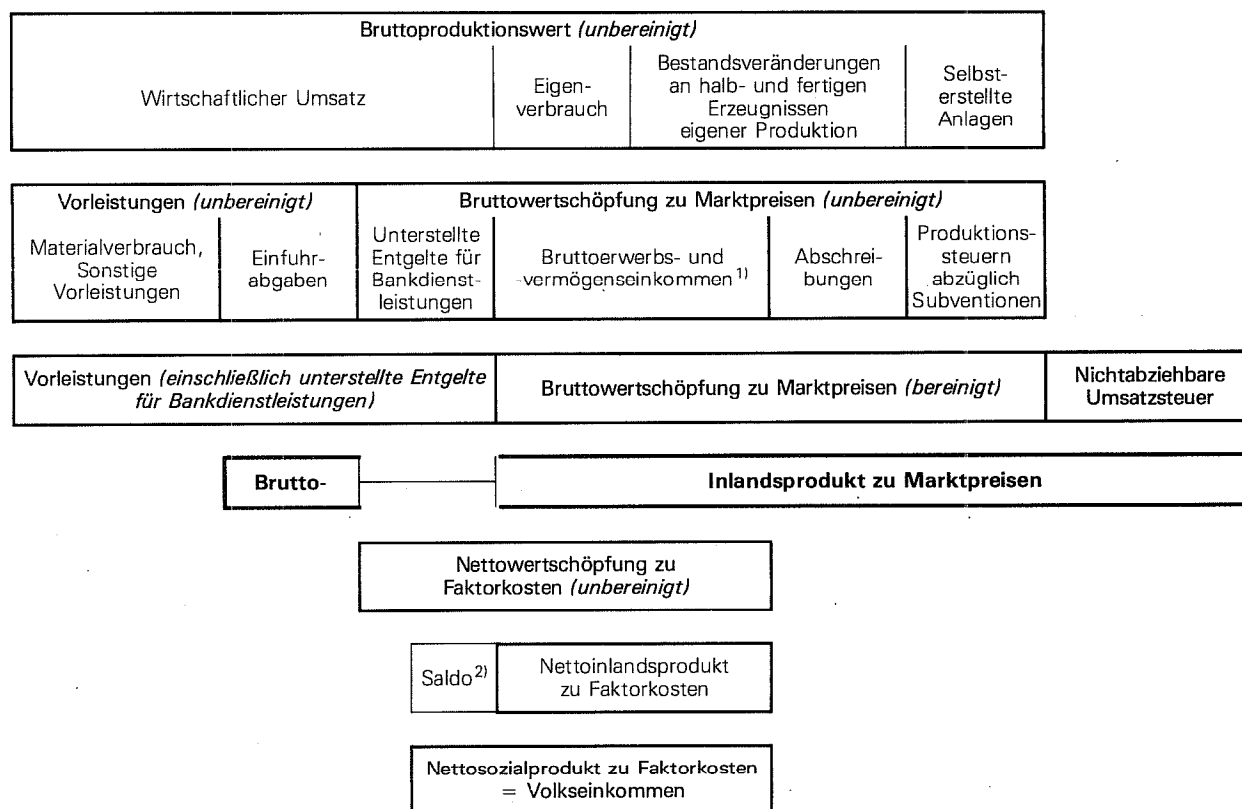 Bruttoproduktionswert (unbereinigt)
Wirtschaftlicher Umsatz
Eigen-
verbrauch
Bestandsveränderungen
an halb- und fertigen
Erzeugnissen
eigener Produktion
Selbst-
erstellte
Anlagen
Vorleistungen (unbereinigt)
Bruttowertschöpfung zu Marktpreisen (unbereinigt)
Materialverbrauch,
Sonstige
Vorleistungen
Einfuhr-
abgaben
Unterstellte
Entgelte für
Bankdienst-
leistungen
Bruttoerwerbs- und
-vermögenseinkommen 1)
Abschrei-
bungen
Produktions-
steuern
abzüglich
Subventionen
Vorleistungen (einschließlich unterstellte Entgelte
für Bankdienstleistungen)
Bruttowertschöpfung zu Marktpreisen (bereinigt)
Nichtabziehbare
Umsatzsteuer
Brutto-
Inlandsprodukt zu Marktpreisen
Nettowertschöpfung zu
Faktorkosten (unbereinigt)
Saldo 2)
Nettoinlandsprodukt
zu Faktorkosten
Nettosozialprodukt zu Faktorkosten
= Volkseinkommen